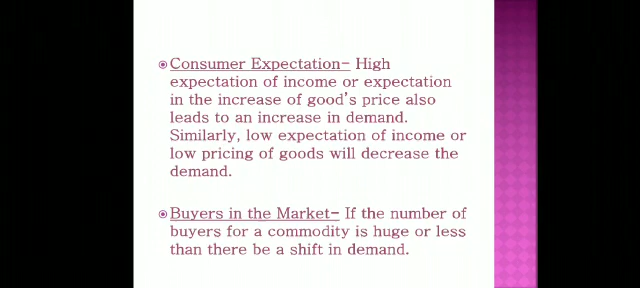 Consumer Expectation– High
expectation of income or expectation
in the increase of good's price also
leads to an increase in demand.
Similarly, low expectation of income or
low pricing of goods will decrease the
demand.
Buyers in the Market– If the number of
buyers for a commodity is huge or less
than there be a shift in demand.